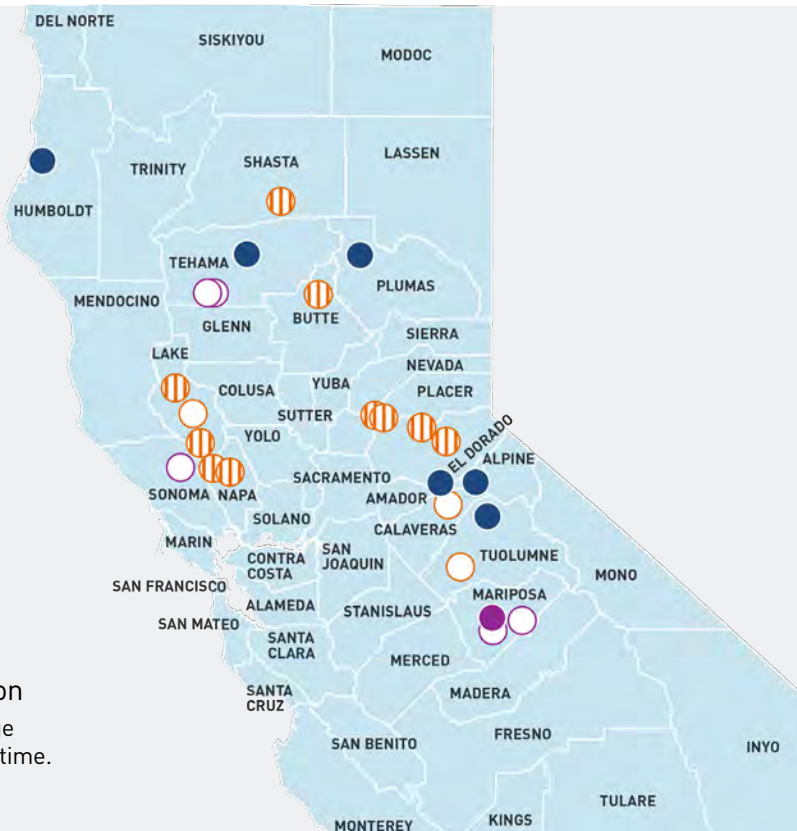 DEL NORTE
SISKIYOU
MODOC
HUMBOLDT
TRINITY
SHASTA
LASSEN
TEHAMA
PLUMAS
MENDOCINO
GLENN
BUTTE
SIERRA
LAKE
COLUSA
YUBA
NEVADA
PLACER
SUTTER
YOLO
EL DORADO
ALPINE
SONOMA
NAPA
SACRAMENTO
AMADOR
SOLANO
CALAVERAS
MARIN
CONTRA
COSTA
SAN
JOAQUIN
TUOLUMNE
MONO
SAN FRANCISCO
ALAMEDA
STANISLAUS
MARIPOSA
SAN MATEO
SANTA
CLARA
MERCED
MADERA
SANTA
CRUZ
on
time.
SAN BENITO
FRESNO
INYO
TULARE
MONTEREY
KINGS